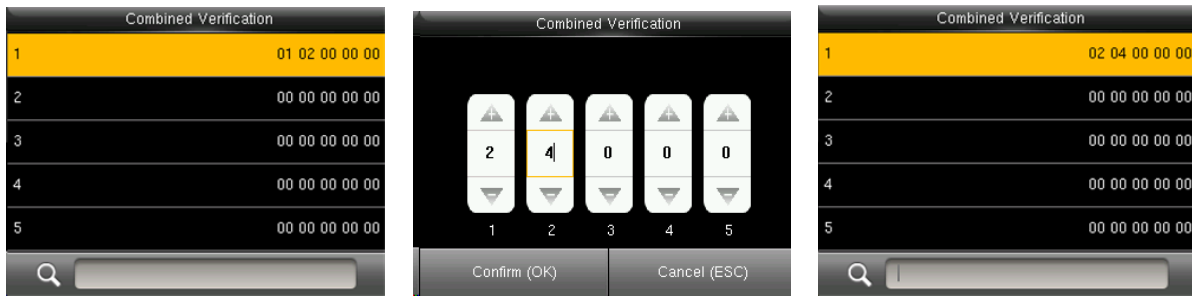 Combined Verification
1 01 02 00 00 00
2 00 00 00 00 00
3 00 00 00 00 00
4 00 00 00 00 00
5 00 00 00 00 00
Combined Verification
2 4 0 0 0
1 2 3 4 5
Confirm (OK) Cancel (ESC)
Combined Verification
1 02 04 00 00 00
2 00 00 00 00 00
3 00 00 00 00 00
4 00 00 00 00 00
5 00 00 00 00 00